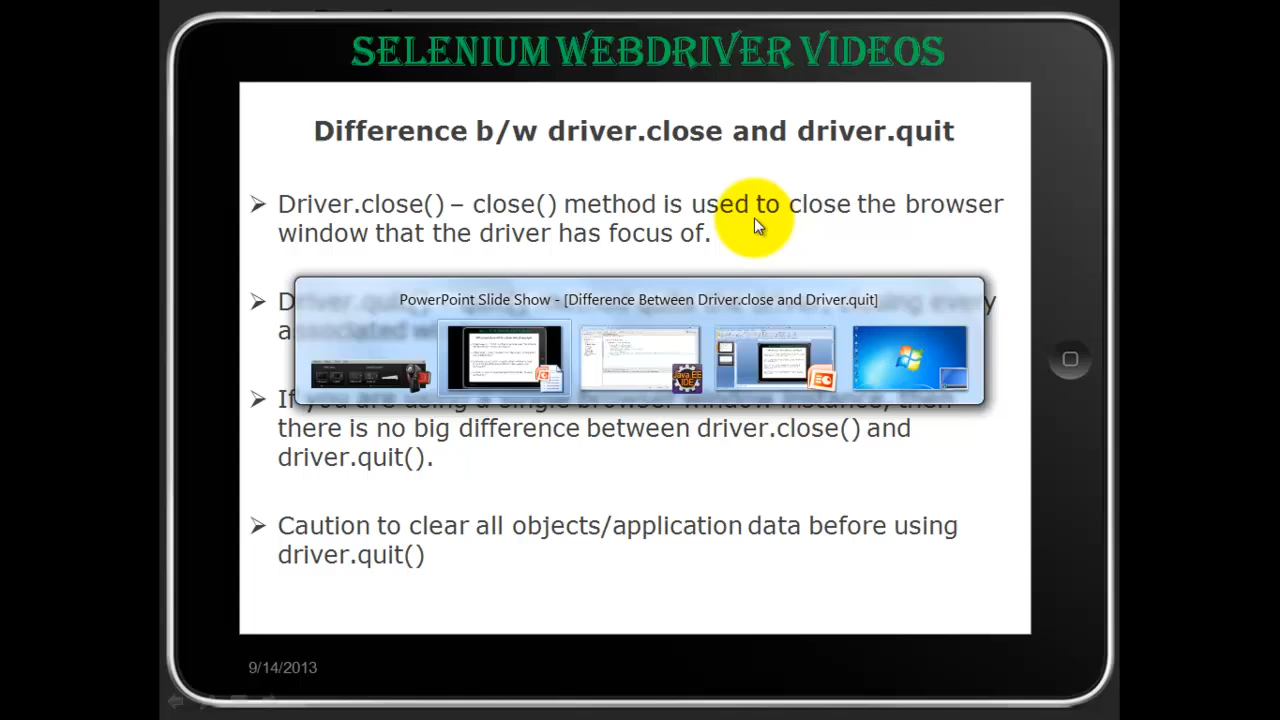 SELENIUM WEBDRIVER VIDEOS
Difference b/w driver.close and driver.quit
Driver.close() – close() method is used to close the browser
window that the driver has focus of.
PowerPoint Slide Show - [Difference Between Driver.close and Driver.quit]
Java EE
IDE
there is no big difference between driver.close() and
driver.quit().
Caution to clear all objects/application data before using
driver.quit()
9/14/2013